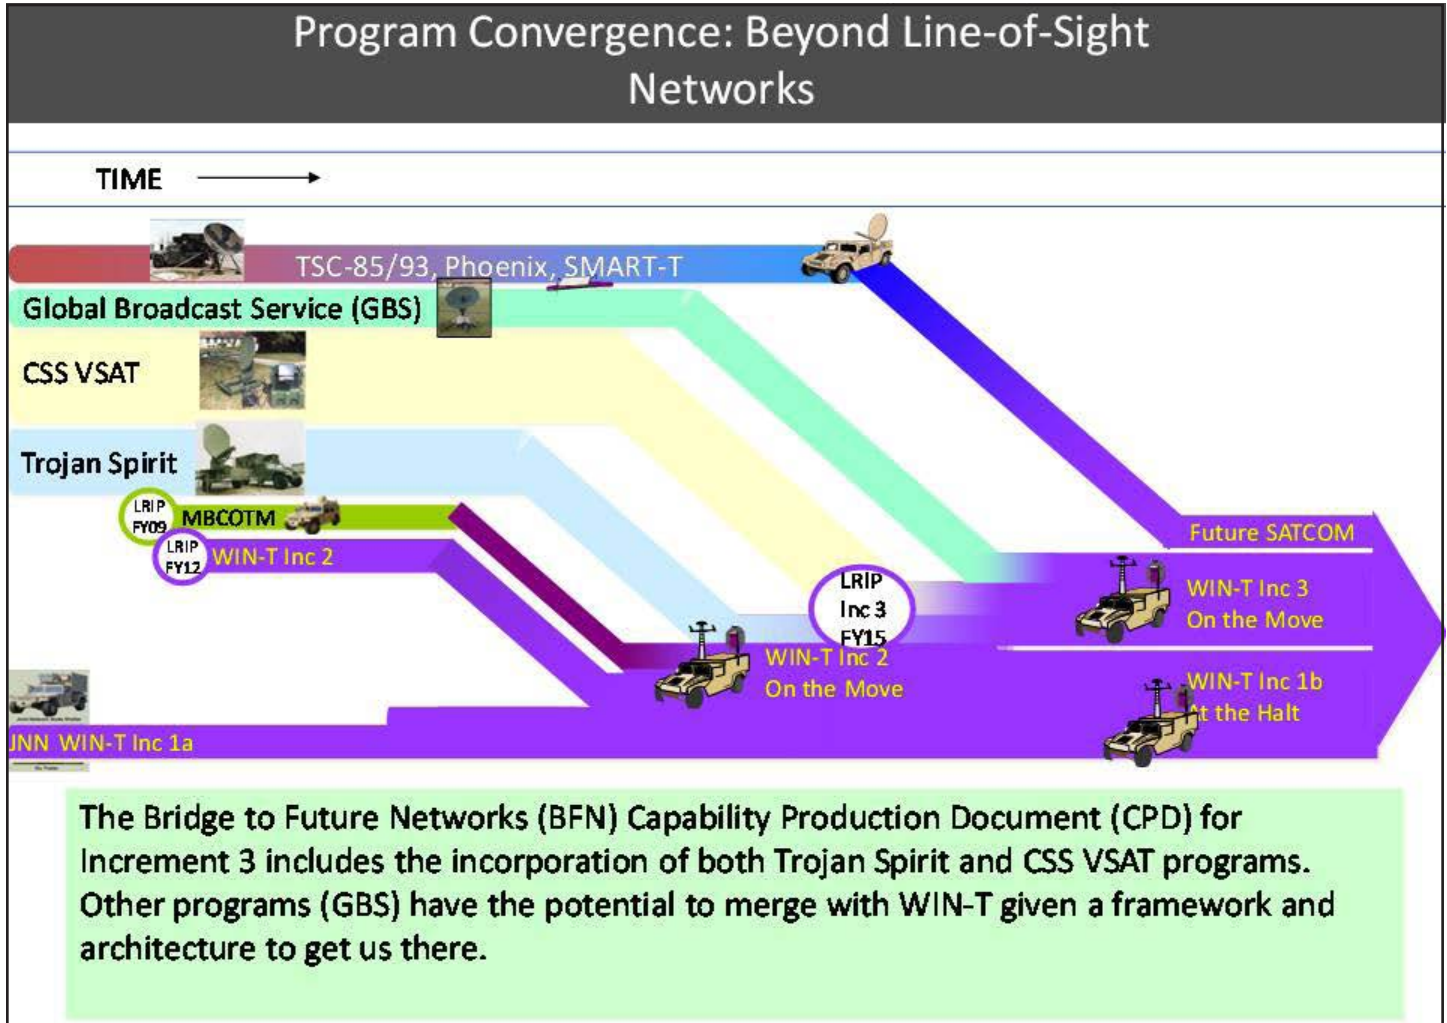 Program Convergence: Beyond Line-of-Sight
Networks
TIME
TSC-85/93, Phoenix, SMART-T
Global Broadcast Service (GBS)
CSS VSAT
Trojan Spirit
LRIP
FY09
MBCOTM
LRIP
FY12
WIN-T Inc 2
LRIP
Inc 3
FY15
Future SATCOM
WIN-T Inc 3
On the Move
WIN-T Inc 2
On the Move
WIN-T Inc 1b
At the Halt
JNN WIN-T Inc 1a
The Bridge to Future Networks (BFN) Capability Production Document (CPD) for
Increment 3 includes the incorporation of both Trojan Spirit and CSS VSAT programs.
Other programs (GBS) have the potential to merge with WIN-T given a framework and
architecture to get us there.